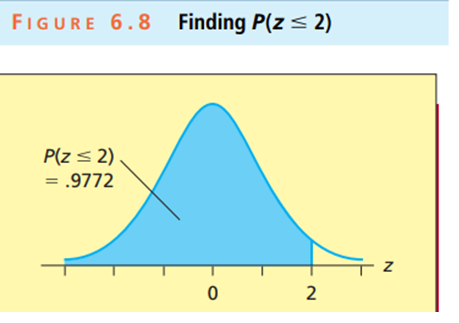 FIGURE 6.8 Finding P(z ≤ 2)
P(z ≤ 2)
= .9772
z
0 2